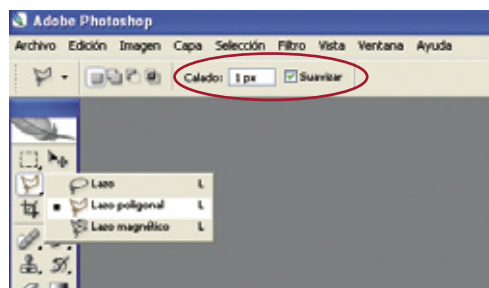 Adobe Photoshop
Archivo Edición Imagen Capa Selección Filtro Vista Ventana Ayuda
Calado: 1 px Suavizar
Lazo L
Lazo poligonal L
Lazo magnético L